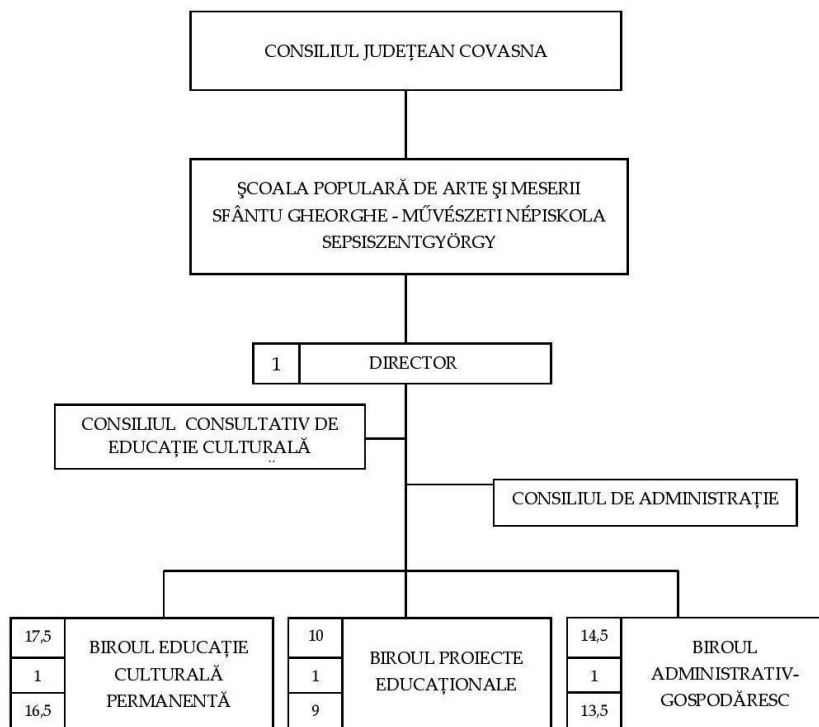 CONSILIUL JUDEȚEAN COVASNA
ŞCOALA POPULARĂ DE ARTE ŞI MESERII
SFÂNTU GHEORGHE - MŰVÉSZETI NÉPISKOLA
SEPSISZENTGYÖRGY
1
DIRECTOR
CONSILIUL CONSULTATIV DE
EDUCAȚIE CULTURALĂ
CONSILIUL DE ADMINISTRAȚIE
17,5
1
16,5
BIROUL EDUCAȚIE
CULTURALĂ
PERMANENTĂ
10
1
9
BIROUL PROIECTE
EDUCAȚIONALE
14,5
1
13,5
BIROUL
ADMINISTRATIV-
GOSPODĂRESC